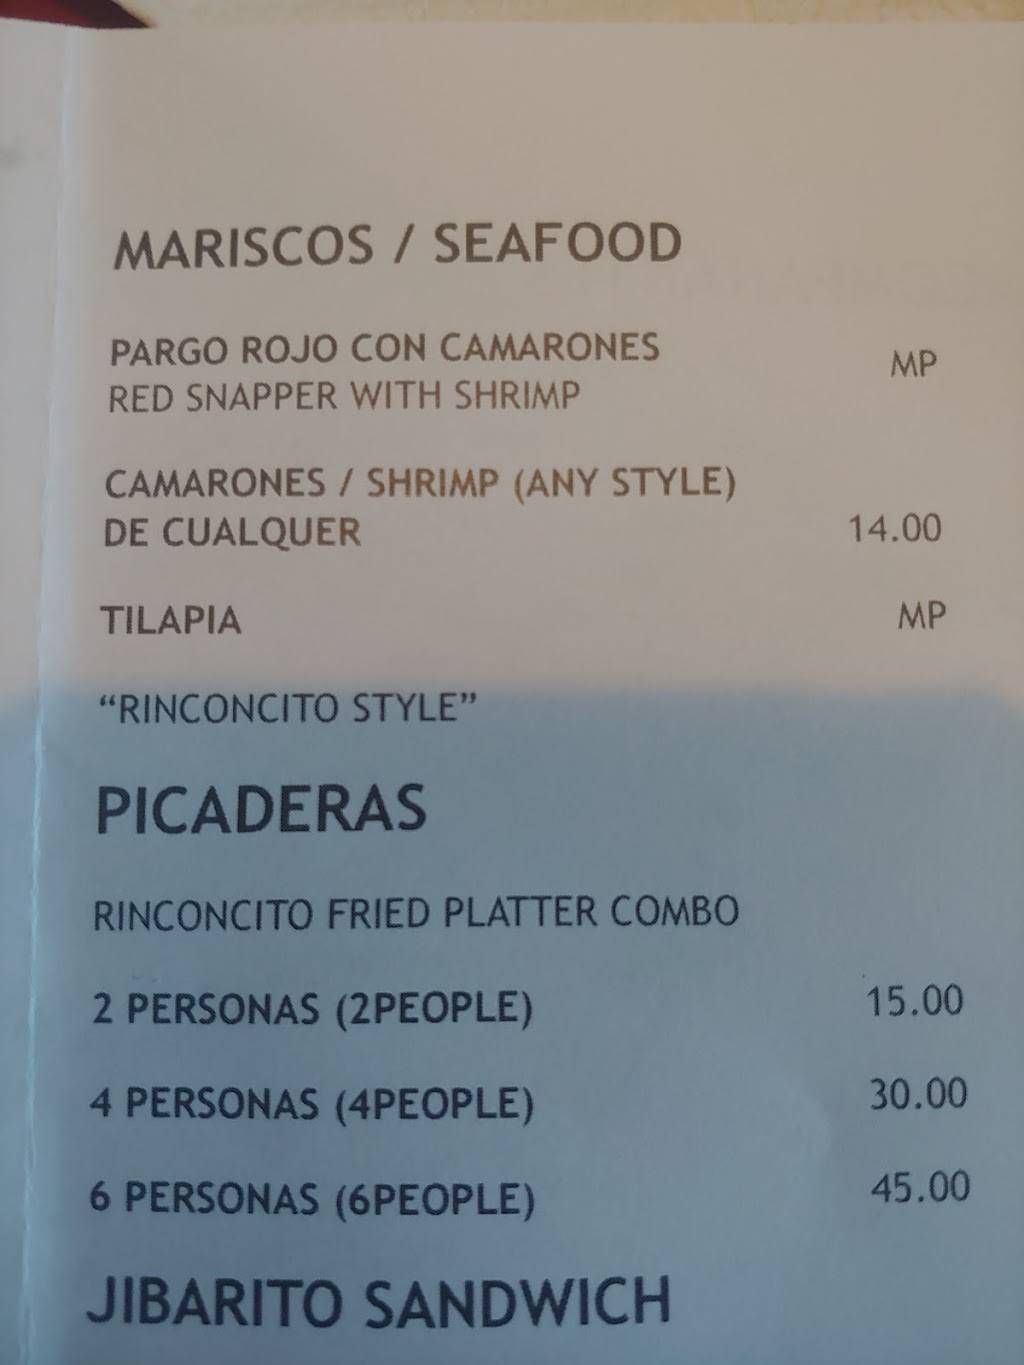 MARISCOS / SEAFOOD
PARGO ROJO CON CAMARONES
RED SNAPPER WITH SHRIMP MP
CAMARONES / SHRIMP (ANY STYLE)
DE CUALQUER 14.00
TILAPIA MP
“RINCONCITO STYLE”
PICADERAS
RINCONCITO FRIED PLATTER COMBO
2 PERSONAS (2PEOPLE) 15.00
4 PERSONAS (4PEOPLE) 30.00
6 PERSONAS (6PEOPLE) 45.00
JIBARITO SANDWICH